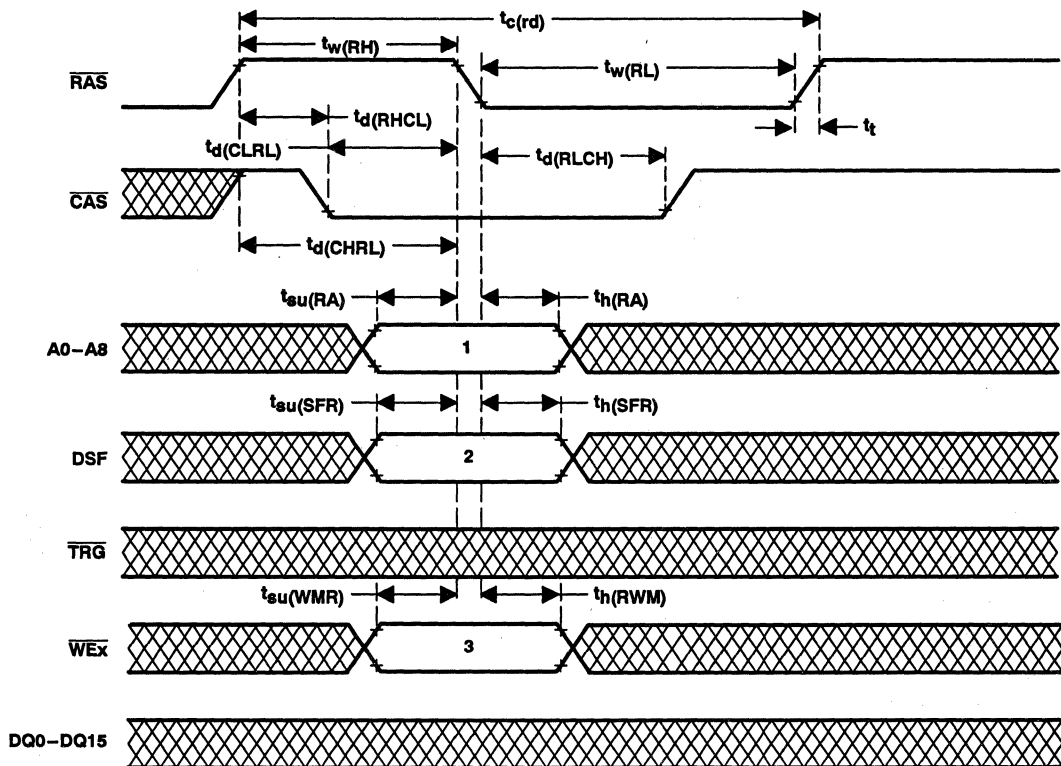 tc(rd)
tw(RH)
tw(RL)
RAS
td(RHCL)
tt
td(CLRL)
td(RLCH)
CAS
td(CHRL)
tsu(RA)
th(RA)
A0–A8
1
tsu(SFR)
th(SFR)
DSF
2
TRG
tsu(WMR)
th(RWM)
WEx
3
DQ0–DQ15